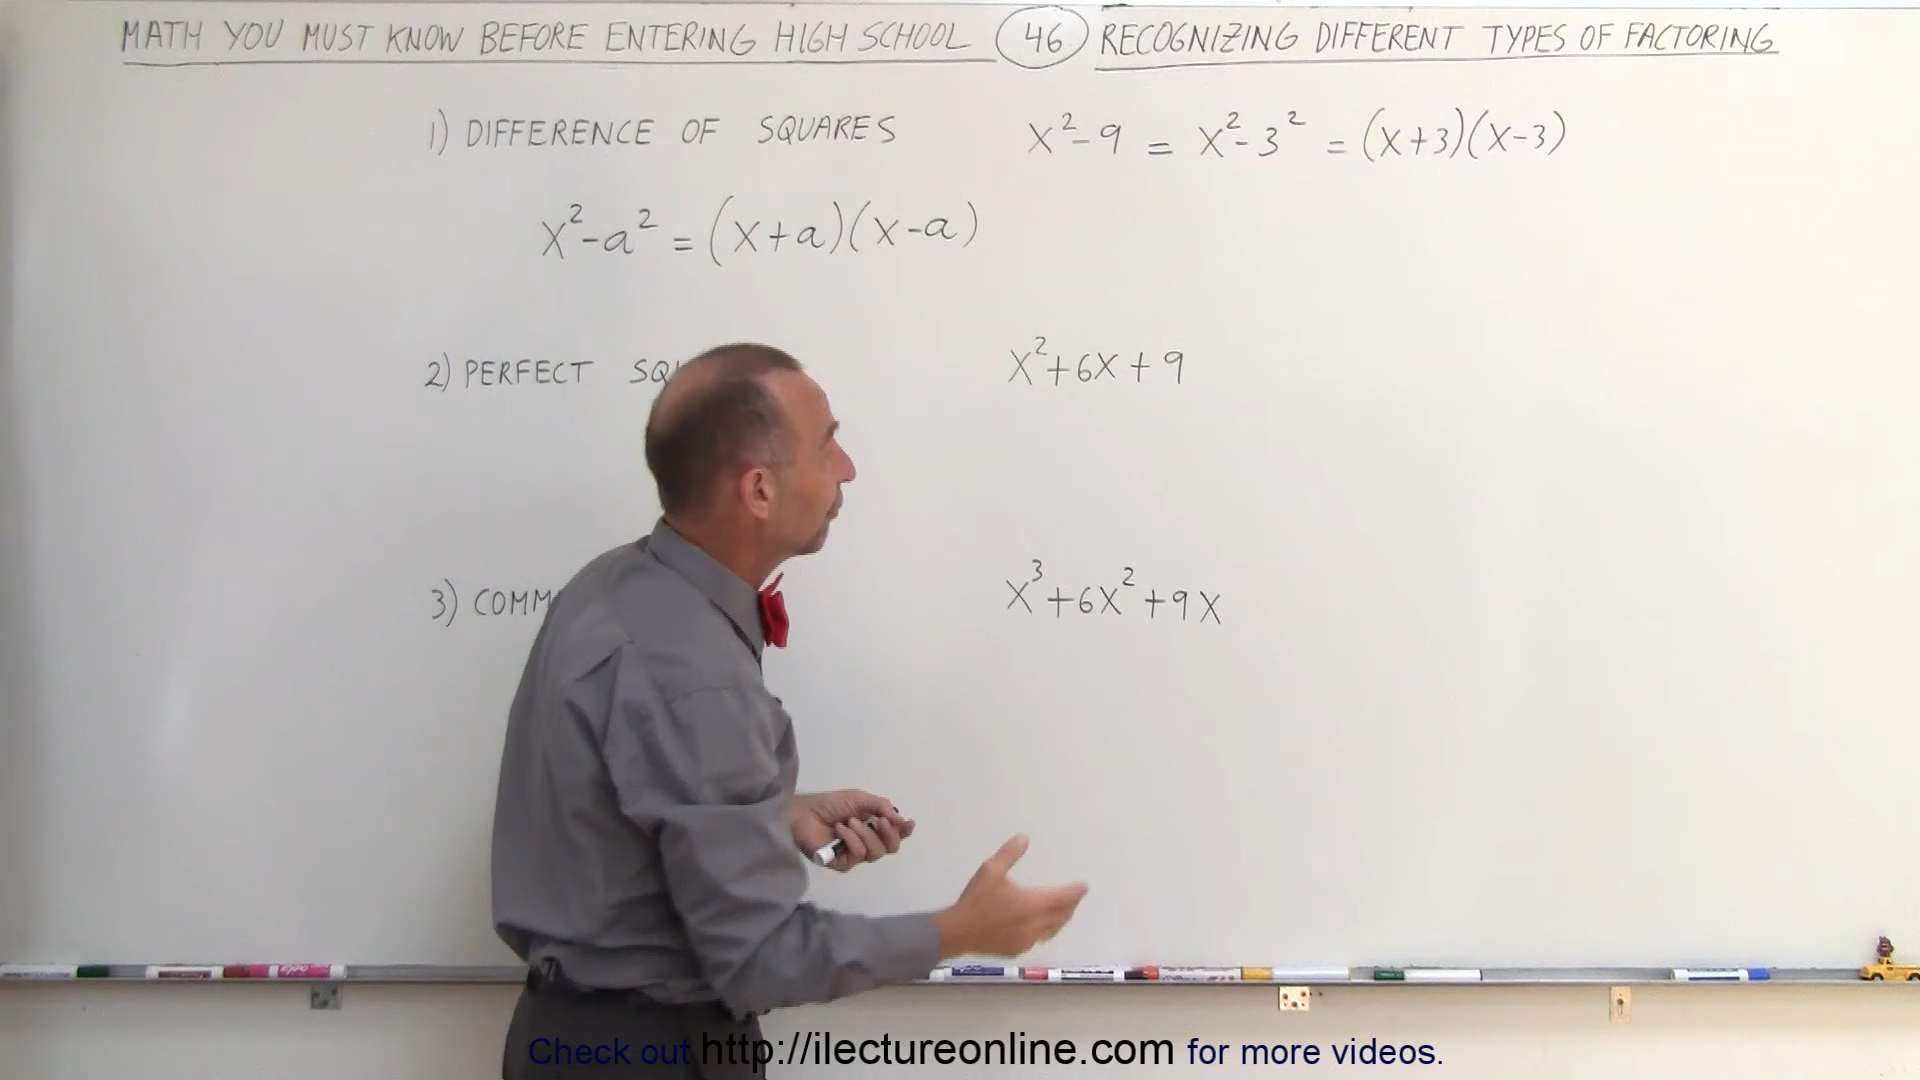 MATH YOU MUST KNOW BEFORE ENTERING HIGH SCHOOL 46 RECOGNIZING DIFFERENT TYPES OF FACTORING
1) DIFFERENCE OF SQUARES x²-9 = x²-3² = (x+3)(x-3)
x²-a² = (x+a)(x-a)
2) PERFECT x²+6x+9
3) x³+6x²+9x
Check out http://ilectureonline.com for more videos.